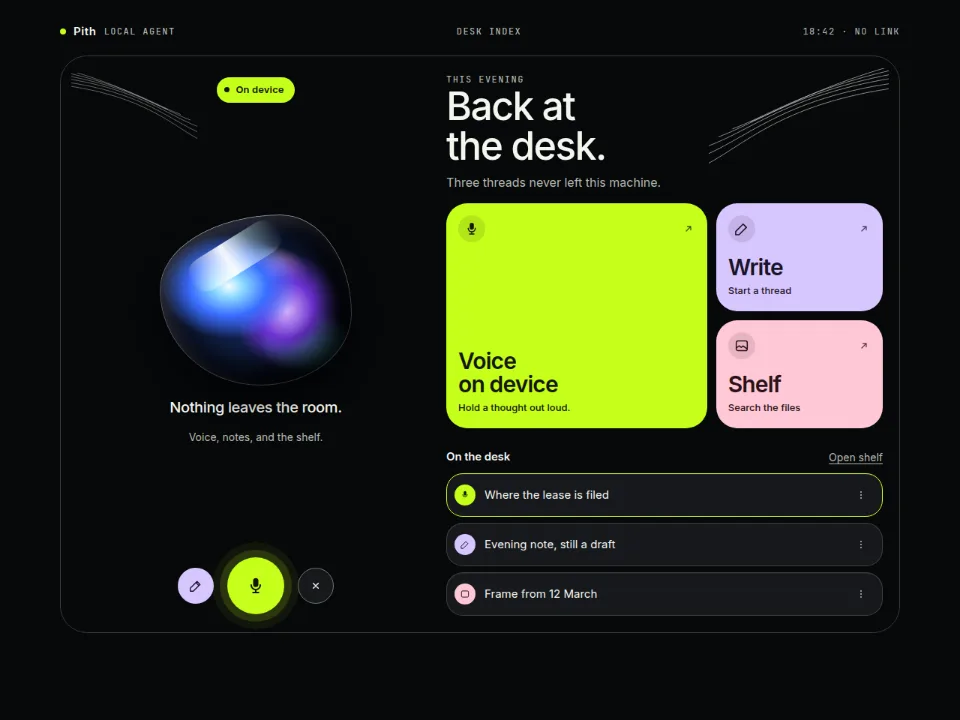 Pith LOCAL AGENT
DESK INDEX
18:42 · NO LINK
On device
Nothing leaves the room.
Voice, notes, and the shelf.
THIS EVENING
Back at
the desk.
Three threads never left this machine.
Voice
on device
Hold a thought out loud.
Write
Start a thread
Shelf
Search the files
On the desk
Open shelf
Where the lease is filed
Evening note, still a draft
Frame from 12 March